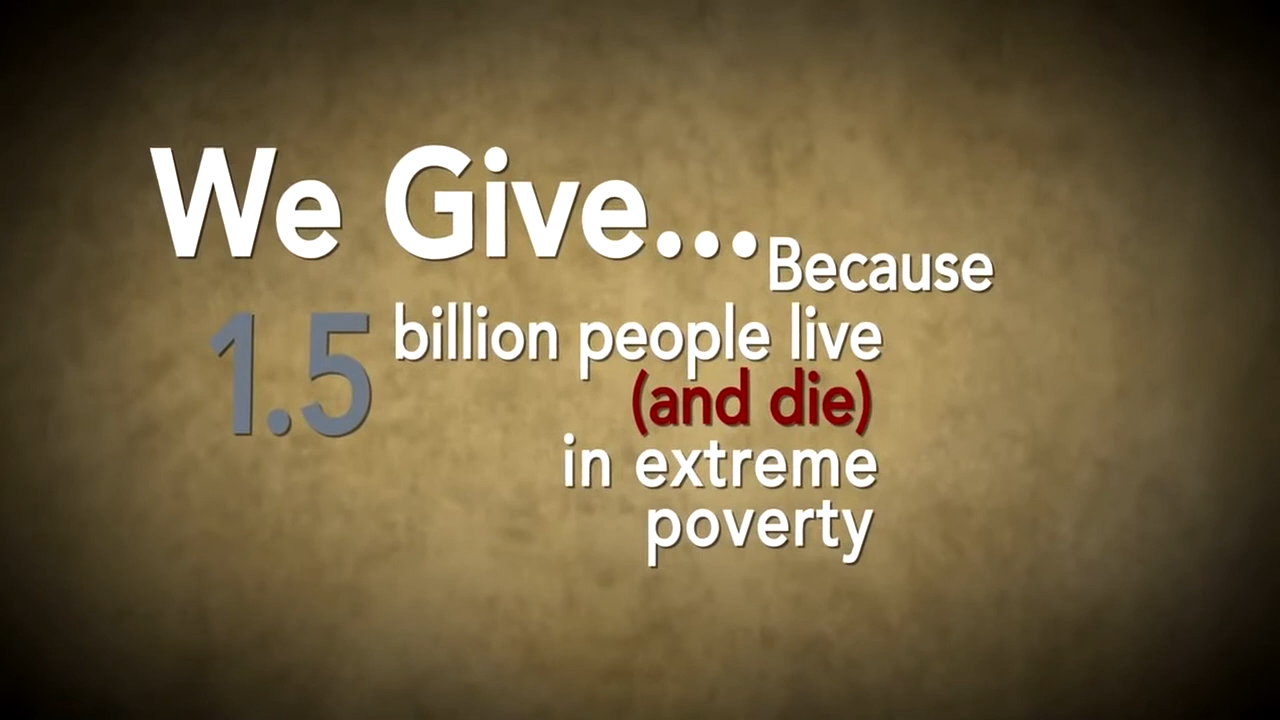 We Give...
Because
1.5 billion people live
(and die)
in extreme
poverty